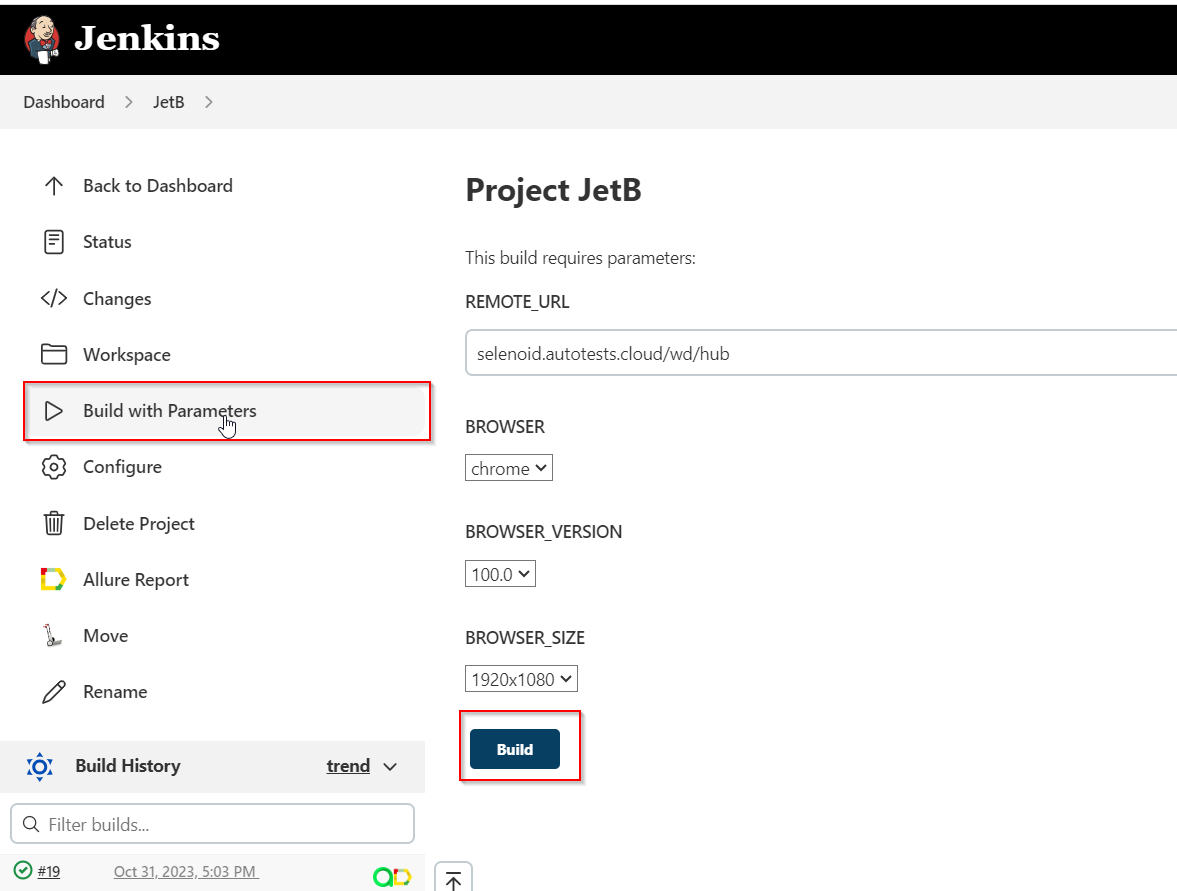 Jenkins
Dashboard
JetB
Back to Dashboard
Status
Changes
Workspace
Build with Parameters
Configure
Delete Project
Allure Report
Move
Rename
Build History
trend
Filter builds...
#19
Oct 31, 2023, 5:03 PM
Project JetB
This build requires parameters:
REMOTE_URL
selenoid.autotests.cloud/wd/hub
BROWSER
chrome
BROWSER_VERSION
100.0
BROWSER_SIZE
1920x1080
Build